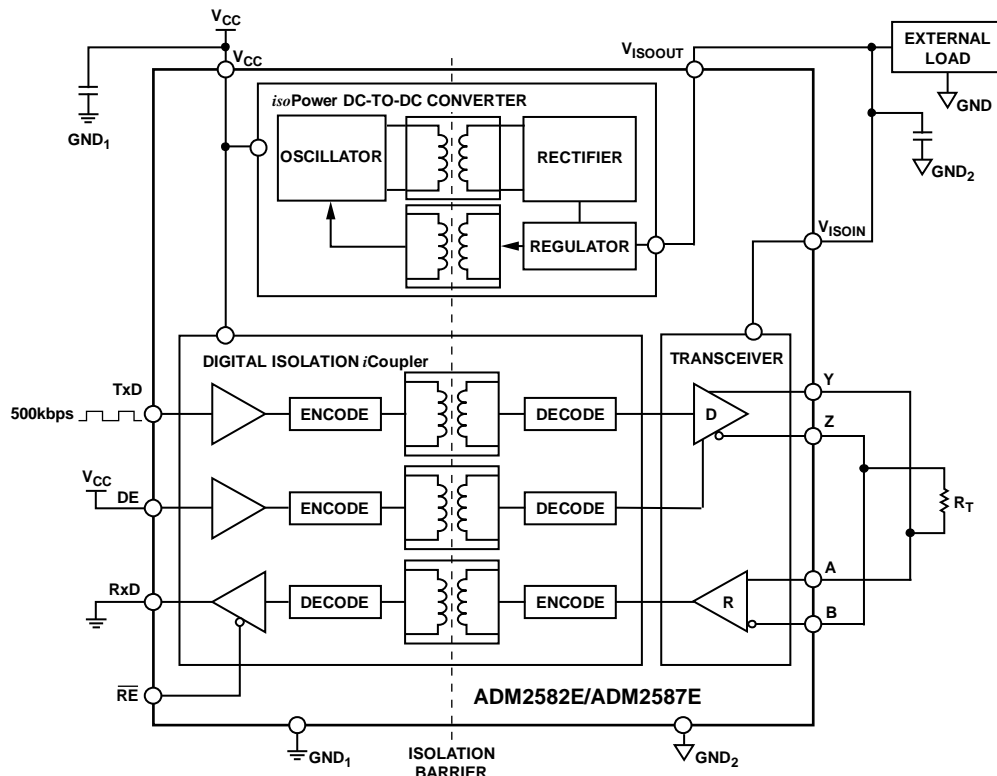 VCC
VCC
VISOOUT
EXTERNAL
LOAD
GND
GND1
GND2
isoPower DC-TO-DC CONVERTER
OSCILLATOR
RECTIFIER
REGULATOR
VISOIN
DIGITAL ISOLATION iCoupler
TRANSCEIVER
TxD
500kbps
ENCODE
DECODE
D
Y
Z
VCC
DE
ENCODE
DECODE
RT
RxD
DECODE
ENCODE
R
A
B
RE
ADM2582E/ADM2587E
GND1
ISOLATION
BARRIER
GND2